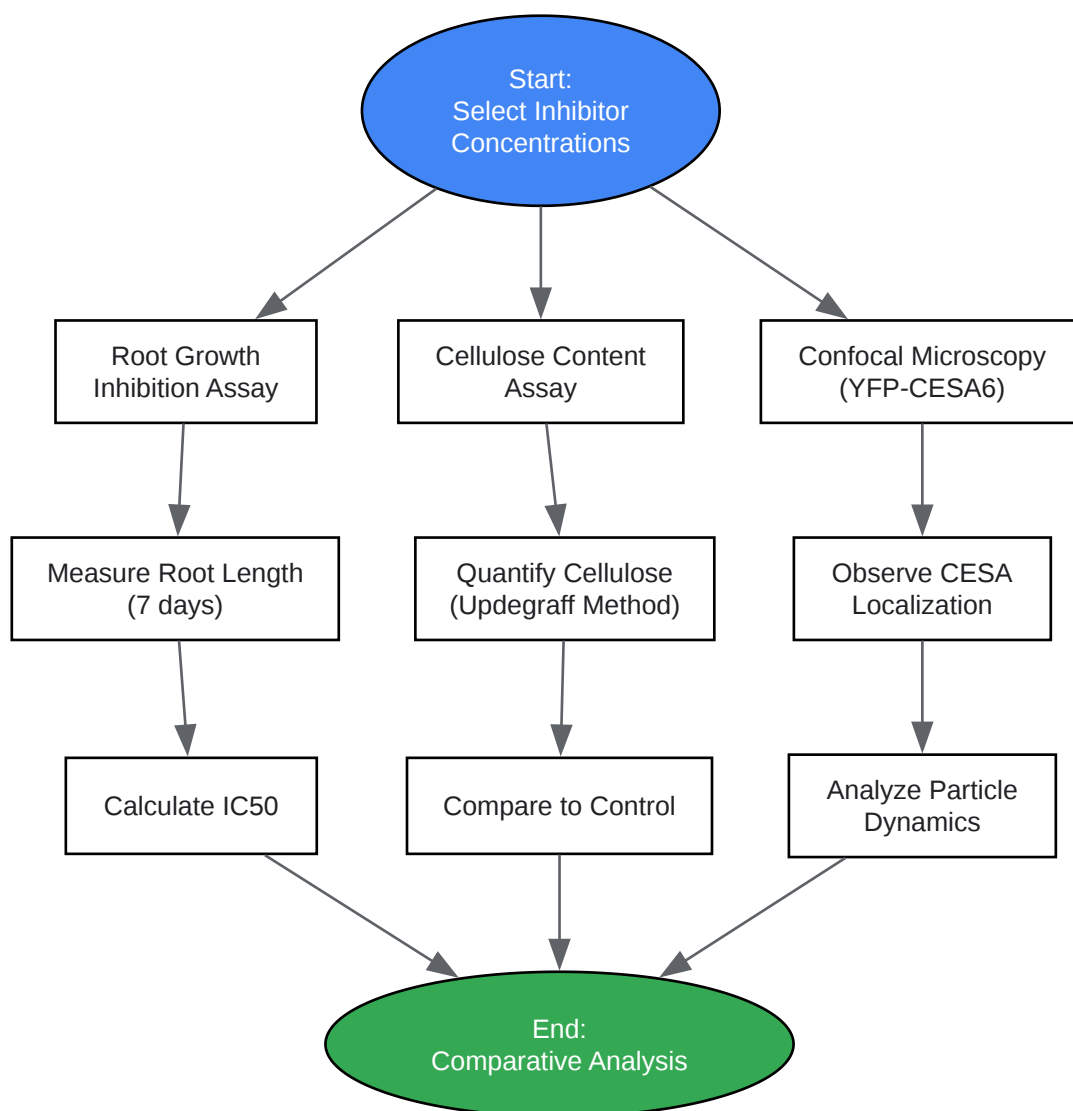 Start:
Select Inhibitor
Concentrations
Root Growth
Inhibition Assay
Cellulose Content
Assay
Confocal Microscopy
(YFP-CESA6)
Measure Root Length
(7 days)
Quantify Cellulose
(Updegraff Method)
Observe CESA
Localization
Calculate IC50
Compare to Control
Analyze Particle
Dynamics
End:
Comparative Analysis